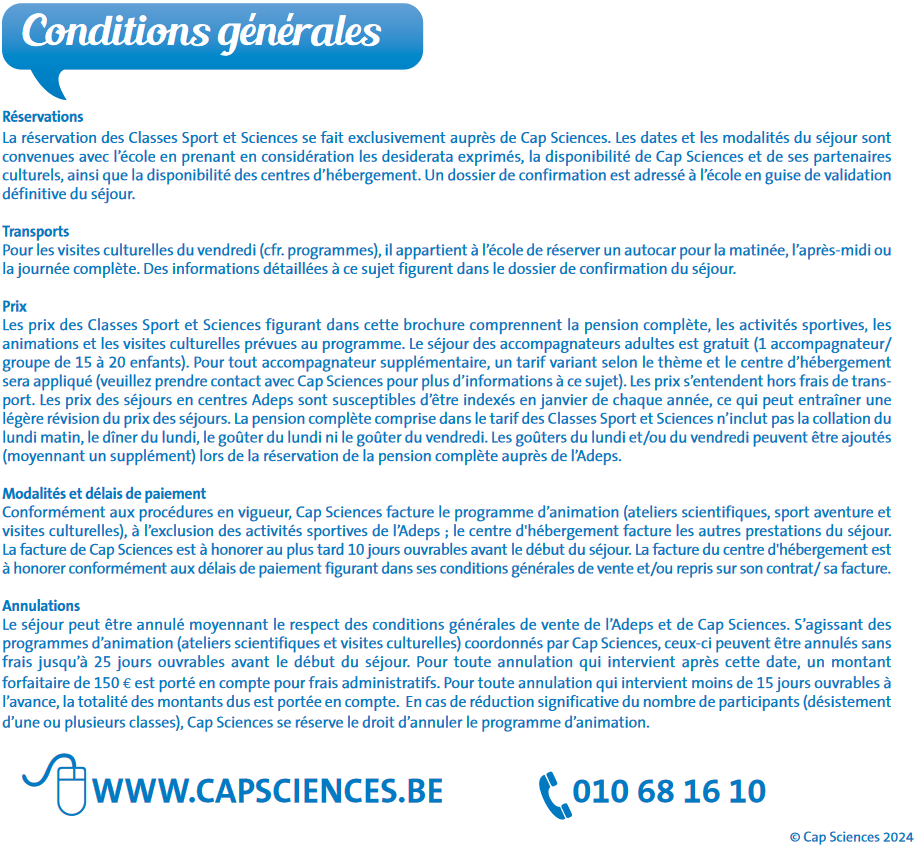 Conditions générales
Réservations
La réservation des Classes Sport et Sciences se fait exclusivement auprès de Cap Sciences. Les dates et les modalités du séjour sont
convenues avec l'école en prenant en considération les desiderata exprimés, la disponibilité de Cap Sciences et de ses partenaires
culturels, ainsi que la disponibilité des centres d'hébergement. Un dossier de confirmation est adressé à l'école en guise de validation
définitive du séjour.
Transports
Pour les visites culturelles du vendredi (cfr. programmes), il appartient à l'école de réserver un autocar pour la matinée, l'après-midi ou
la journée complète. Des informations détaillées à ce sujet figurent dans le dossier de confirmation du séjour.
Prix
Les prix des Classes Sport et Sciences figurant dans cette brochure comprennent la pension complète, les activités sportives, les
animations et les visites culturelles prévues au programme. Le séjour des accompagnateurs adultes est gratuit (1 accompagnateur/
groupe de 15 à 20 enfants). Pour tout accompagnateur supplémentaire, un tarif variant selon le thème et le centre d'hébergement
sera appliqué (veuillez prendre contact avec Cap Sciences pour plus d'informations à ce sujet). Les prix s'entendent hors frais de trans-
port. Les prix des séjours en centres Adeps sont susceptibles d'être indexés en janvier de chaque année, ce qui peut entraîner une
légère révision du prix des séjours. La pension complète comprise dans le tarif des Classes Sport et Sciences n'inclut pas la collation du
lundi matin, le dîner du lundi, le goûter du lundi ni le goûter du vendredi. Les goûters du lundi et/ou du vendredi peuvent être ajoutés
(moyennant un supplément) lors de la réservation de la pension complète auprès de l'Adeps.
Modalités et délais de paiement
Conformément aux procédures en vigueur, Cap Sciences facture le programme d'animation (ateliers scientifiques, sport aventure et
visites culturelles), à l'exclusion des activités sportives de l'Adeps ; le centre d'hébergement facture les autres prestations du séjour.
La facture de Cap Sciences est à honorer au plus tard 10 jours ouvrables avant le début du séjour. La facture du centre d'hébergement est
à honorer conformément aux délais de paiement figurant dans ses conditions générales de vente et/ou repris sur son contrat/ sa facture.
Annulations
Le séjour peut être annulé moyennant le respect des conditions générales de vente de l'Adeps et de Cap Sciences. S'agissant des
programmes d'animation (ateliers scientifiques et visites culturelles) coordonnés par Cap Sciences, ceux-ci peuvent être annulés sans
frais jusqu'à 25 jours ouvrables avant le début du séjour. Pour toute annulation qui intervient après cette date, un montant
forfaitaire de 150 € est porté en compte pour frais administratifs. Pour toute annulation qui intervient moins de 15 jours ouvrables à
l'avance, la totalité des montants dus est portée en compte. En cas de réduction significative du nombre de participants (désistement
d'une ou plusieurs classes), Cap Sciences se réserve le droit d'annuler le programme d'animation.
WWW.CAPSCIENCES.BE
010 68 16 10
© Cap Sciences 2024